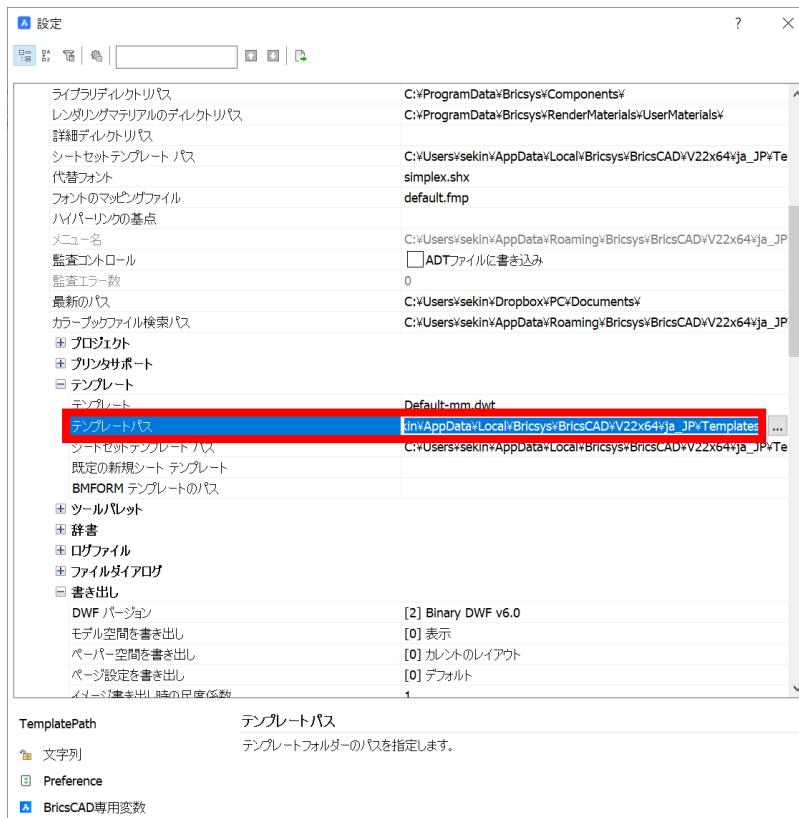 設定
ライブラリディレクトリパス C:¥ProgramData¥Bricsys¥Components¥
レンダリングマテリアルのディレクトリパス C:¥ProgramData¥Bricsys¥RenderMaterials¥UserMaterials¥
詳細ディレクトリパス
シートセットテンプレート パス C:¥Users¥sekin¥AppData¥Local¥Bricsys¥BricsCAD¥V22x64¥ja_JP¥Te
代替フォント simplex.shx
フォントのマッピングファイル default.fmp
ハイパーリンクの基点
メニュー名 C:¥Users¥sekin¥AppData¥Roaming¥Bricsys¥BricsCAD¥V22x64¥ja_JP
監査コントロール ADTファイルに書き込み
監査エラー数 0
最新のパス C:¥Users¥sekin¥Dropbox¥PC¥Documents¥
カラーブックファイル検索パス C:¥Users¥sekin¥AppData¥Roaming¥Bricsys¥BricsCAD¥V22x64¥ja_JP
プロジェクト
プリンタサポート
テンプレート
テンプレート Default-mm.dwt
テンプレートパス kin¥AppData¥Local¥Bricsys¥BricsCAD¥V22x64¥ja_JP¥Templates ...
シートセットテンプレート パス C:¥Users¥sekin¥AppData¥Local¥Bricsys¥BricsCAD¥V22x64¥ja_JP¥Te
既定の新規シート テンプレート
BMFORM テンプレートのパス
ツールパレット
辞書
ログファイル
ファイルダイアログ
書き出し
DWF バージョン [2] Binary DWF v6.0
モデル空間を書き出し [0] 表示
ペーパー空間を書き出し [0] カレントのレイアウト
ページ設定を書き出し [0] デフォルト
イメージ書き出し時の尺度係数 1
TemplatePath テンプレートパス
文字列 テンプレートフォルダーのパスを指定します。
Preference
BricsCAD専用変数